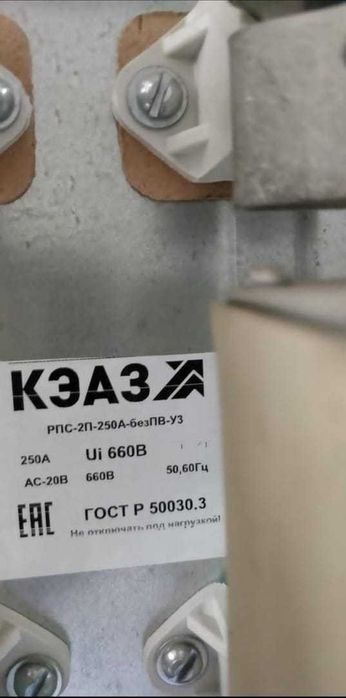 КЭАЗ
РПС-2П-250А-безПВ-У3
250А Ui 660В
АС-20В 660В 50,60Гц
ЕАС ГОСТ Р 50030.3
Не отключать под нагрузкой!